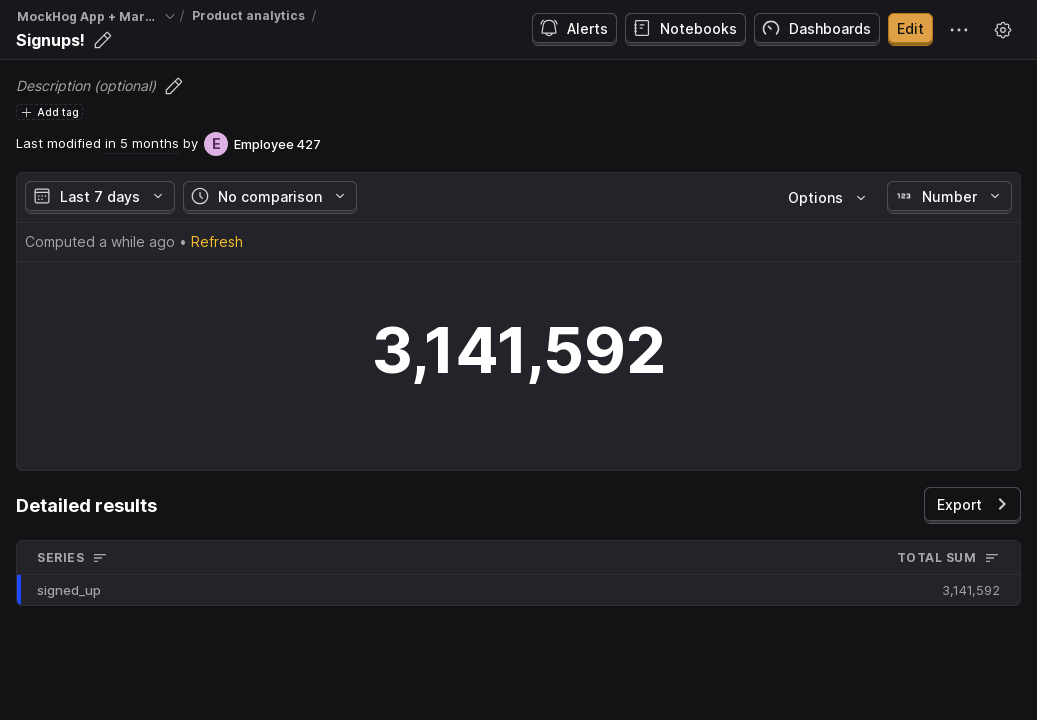 MockHog App + Mar... / Product analytics /
Signups!
Alerts Notebooks Dashboards Edit
Description (optional)
Add tag
Last modified in 5 months by E Employee 427
Last 7 days No comparison Options 123 Number
Computed a while ago • Refresh
3,141,592
Detailed results
Export
SERIES TOTAL SUM
signed_up 3,141,592